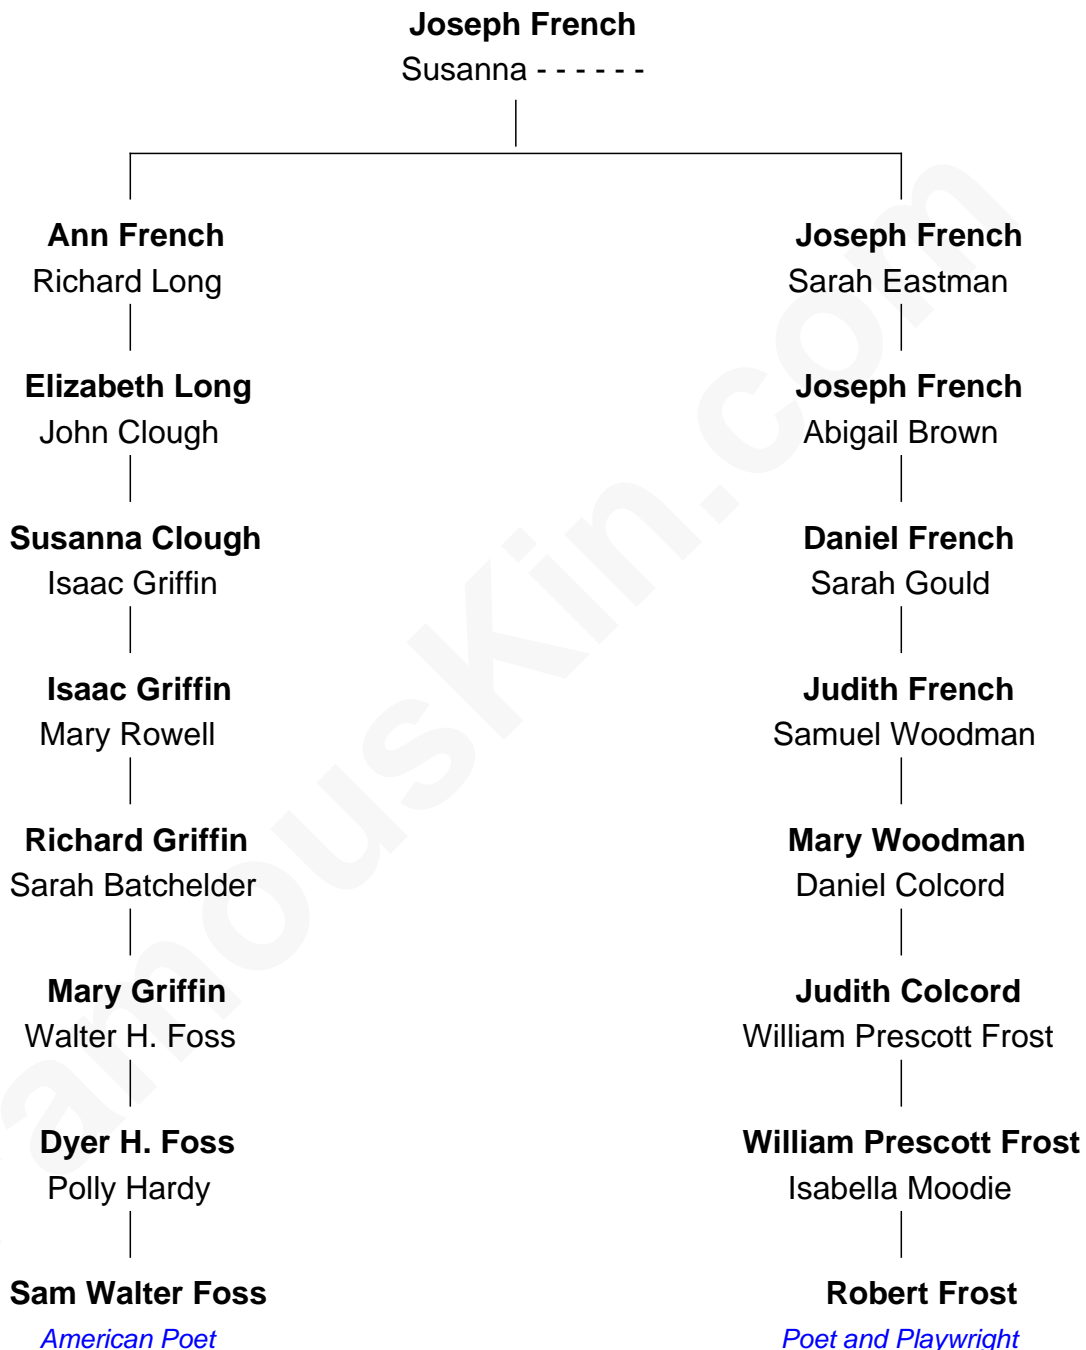 Joseph French
Susanna - - - - - -
Ann French
Joseph French
Richard Long
Sarah Eastman
Elizabeth Long
Joseph French
John Clough
Abigail Brown
Susanna Clough
Daniel French
Isaac Griffin
Sarah Gould
Isaac Griffin
Judith French
Mary Rowell
Samuel Woodman
Richard Griffin
Mary Woodman
Sarah Batchelder
Daniel Colcord
Mary Griffin
Judith Colcord
Walter H. Foss
William Prescott Frost
Dyer H. Foss
William Prescott Frost
Polly Hardy
Isabella Moodie
Sam Walter Foss
Robert Frost
American Poet
Poet and Playwright
amousKin.com